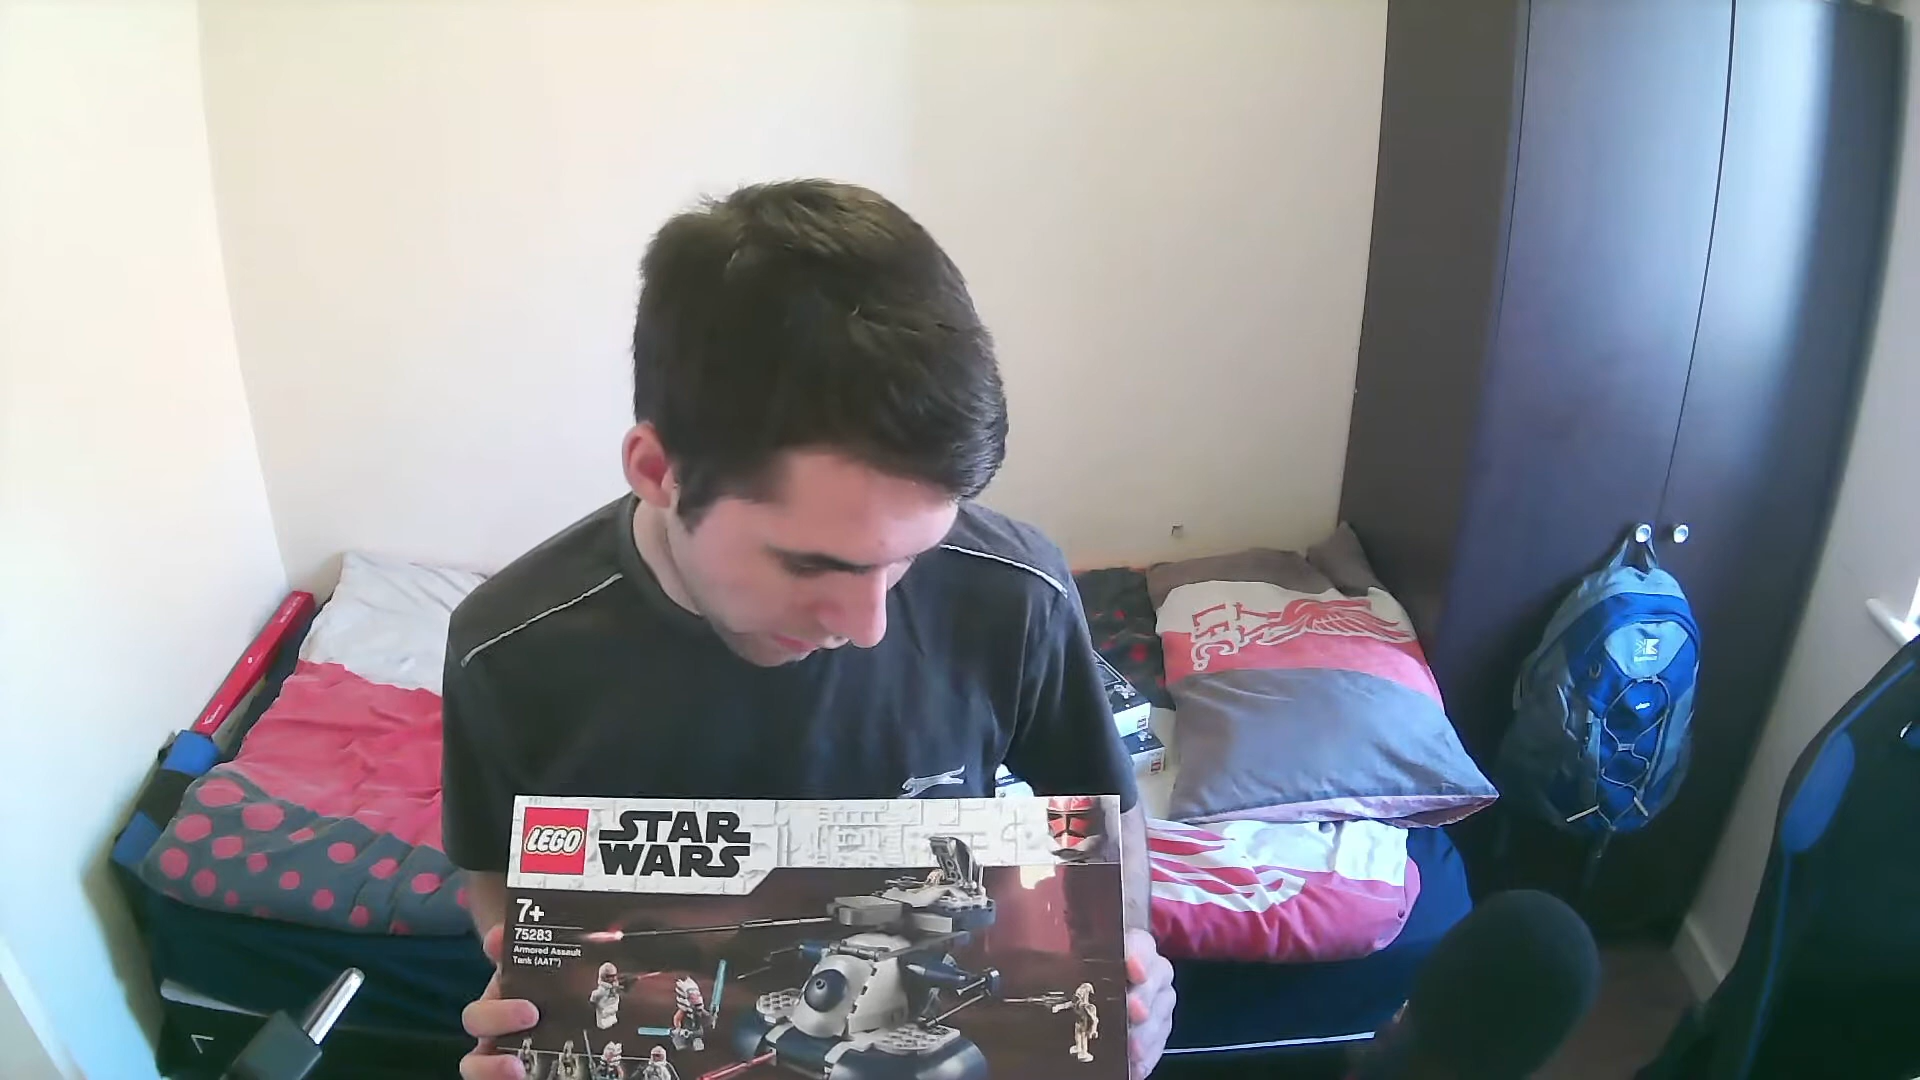 LEGO
STAR
WARS
7+
75283
Armored Assault
Tank (AAT™)
LFC